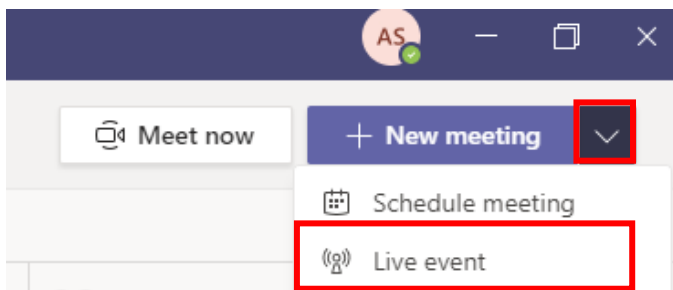 AS
Meet now
New meeting
Schedule meeting
Live event